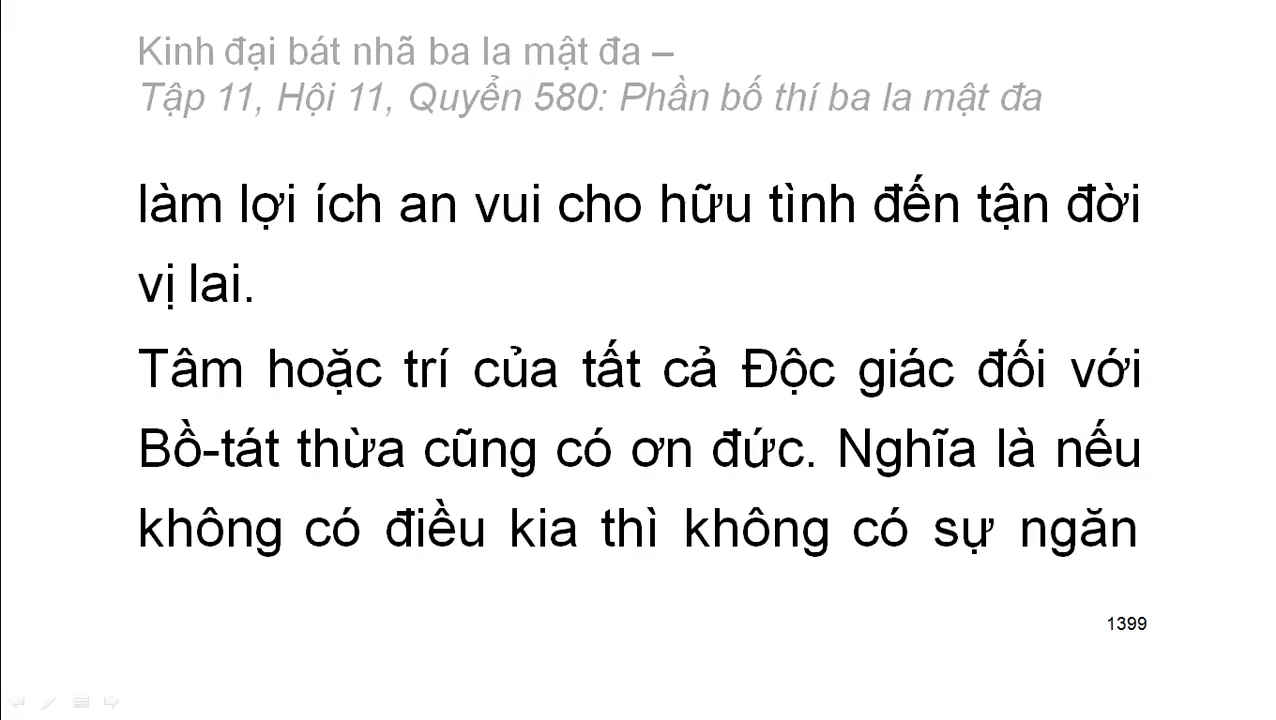 Kinh đại bát nhã ba la mật đa –
Tập 11, Hội 11, Quyển 580: Phần bố thí ba la mật đa
làm lợi ích an vui cho hữu tình đến tận đời
vị lai.
Tâm hoặc trí của tất cả Độc giác đối với
Bồ-tát thừa cũng có ơn đức. Nghĩa là nếu
không có điều kia thì không có sự ngăn
1399